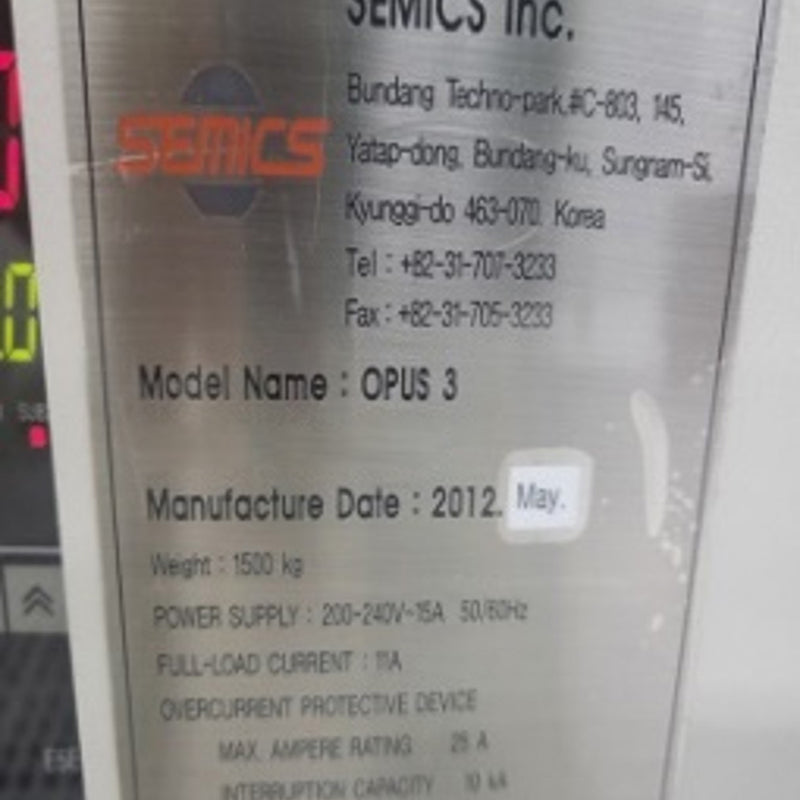 SEMICS Inc.
SEMICS
Bundang Techno-park,#C-803, 145,
Yatap-dong, Bundang-ku, Sungnam-Si,
Kyunggi-do 463-070. Korea
Tel : +82-31-707-3233
Fax : +82-31-705-3233
Model Name : OPUS 3
Manufacture Date : 2012. May.
Weight : 1500 kg
POWER SUPPLY : 200-240V-15A 50/60Hz
FULL-LOAD CURRENT : 11A
OVERCURRENT PROTECTIVE DEVICE
MAX. AMPERE RATING 25 A
INTERRUPTION CAPACITY 10 kA